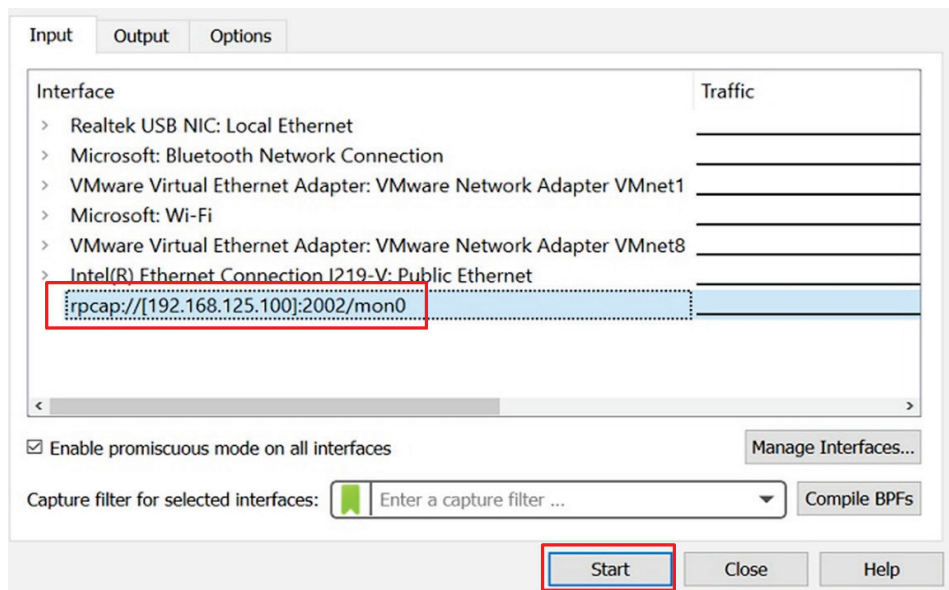 Input Output Options
Interface Traffic
Realtek USB NIC: Local Ethernet
Microsoft: Bluetooth Network Connection
VMware Virtual Ethernet Adapter: VMware Network Adapter VMnet1
Microsoft: Wi-Fi
VMware Virtual Ethernet Adapter: VMware Network Adapter VMnet8
Intel(R) Ethernet Connection I219-V: Public Ethernet
rpcap://[192.168.125.100]:2002/mon0
Enable promiscuous mode on all interfaces Manage Interfaces...
Capture filter for selected interfaces: Enter a capture filter ... Compile BPFs
Start Close Help